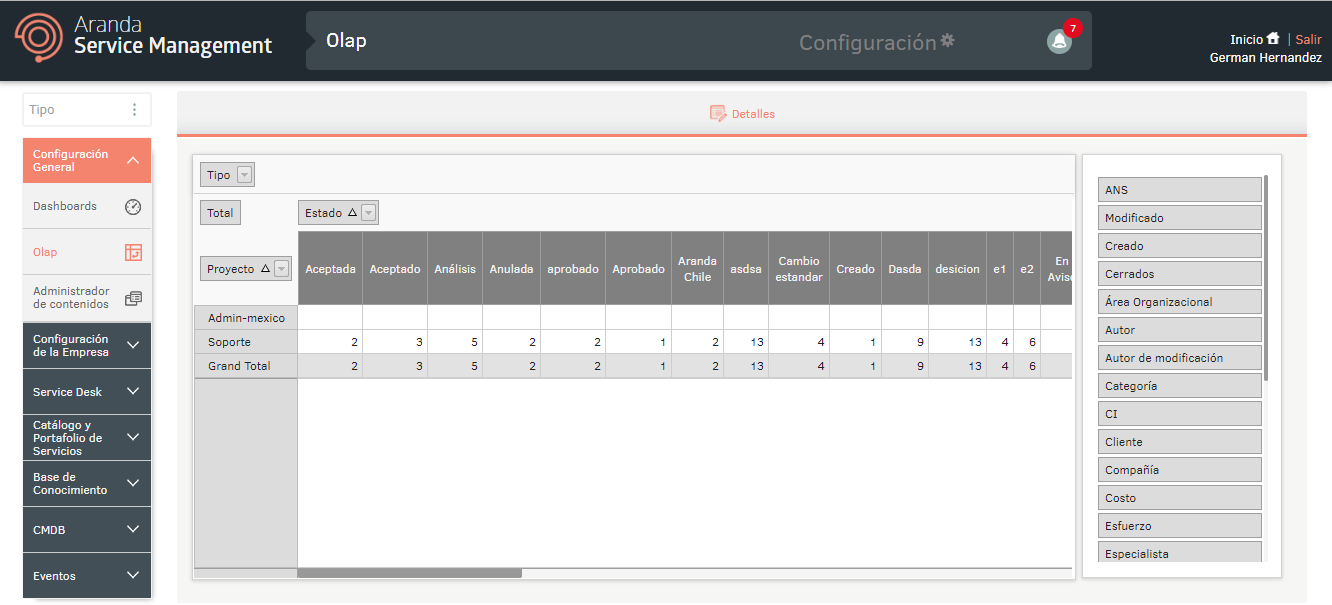 Aranda
Service Management
Olap
Configuración
7
Inicio | Salir
German Hernandez
Tipo
Configuración
General
Dashboards
Olap
Administrador
de contenidos
Configuración
de la Empresa
Service Desk
Catálogo y
Portafolio de
Servicios
Base de
Conocimiento
CMDB
Eventos
Detalles
Tipo
Total
Estado
Proyecto
Aceptada Aceptado Análisis Anulada aprobado Aprobado Aranda Chile asdsa Cambio estandar Creado Dasda desicion e1 e2 En Aviso
Admin-mexico
Soporte 2 3 5 2 2 1 2 13 4 1 9 13 4 6
Grand Total 2 3 5 2 2 1 2 13 4 1 9 13 4 6
ANS
Modificado
Creado
Cerrados
Área Organizacional
Autor
Autor de modificación
Categoría
CI
Cliente
Compañía
Costo
Esfuerzo
Especialista